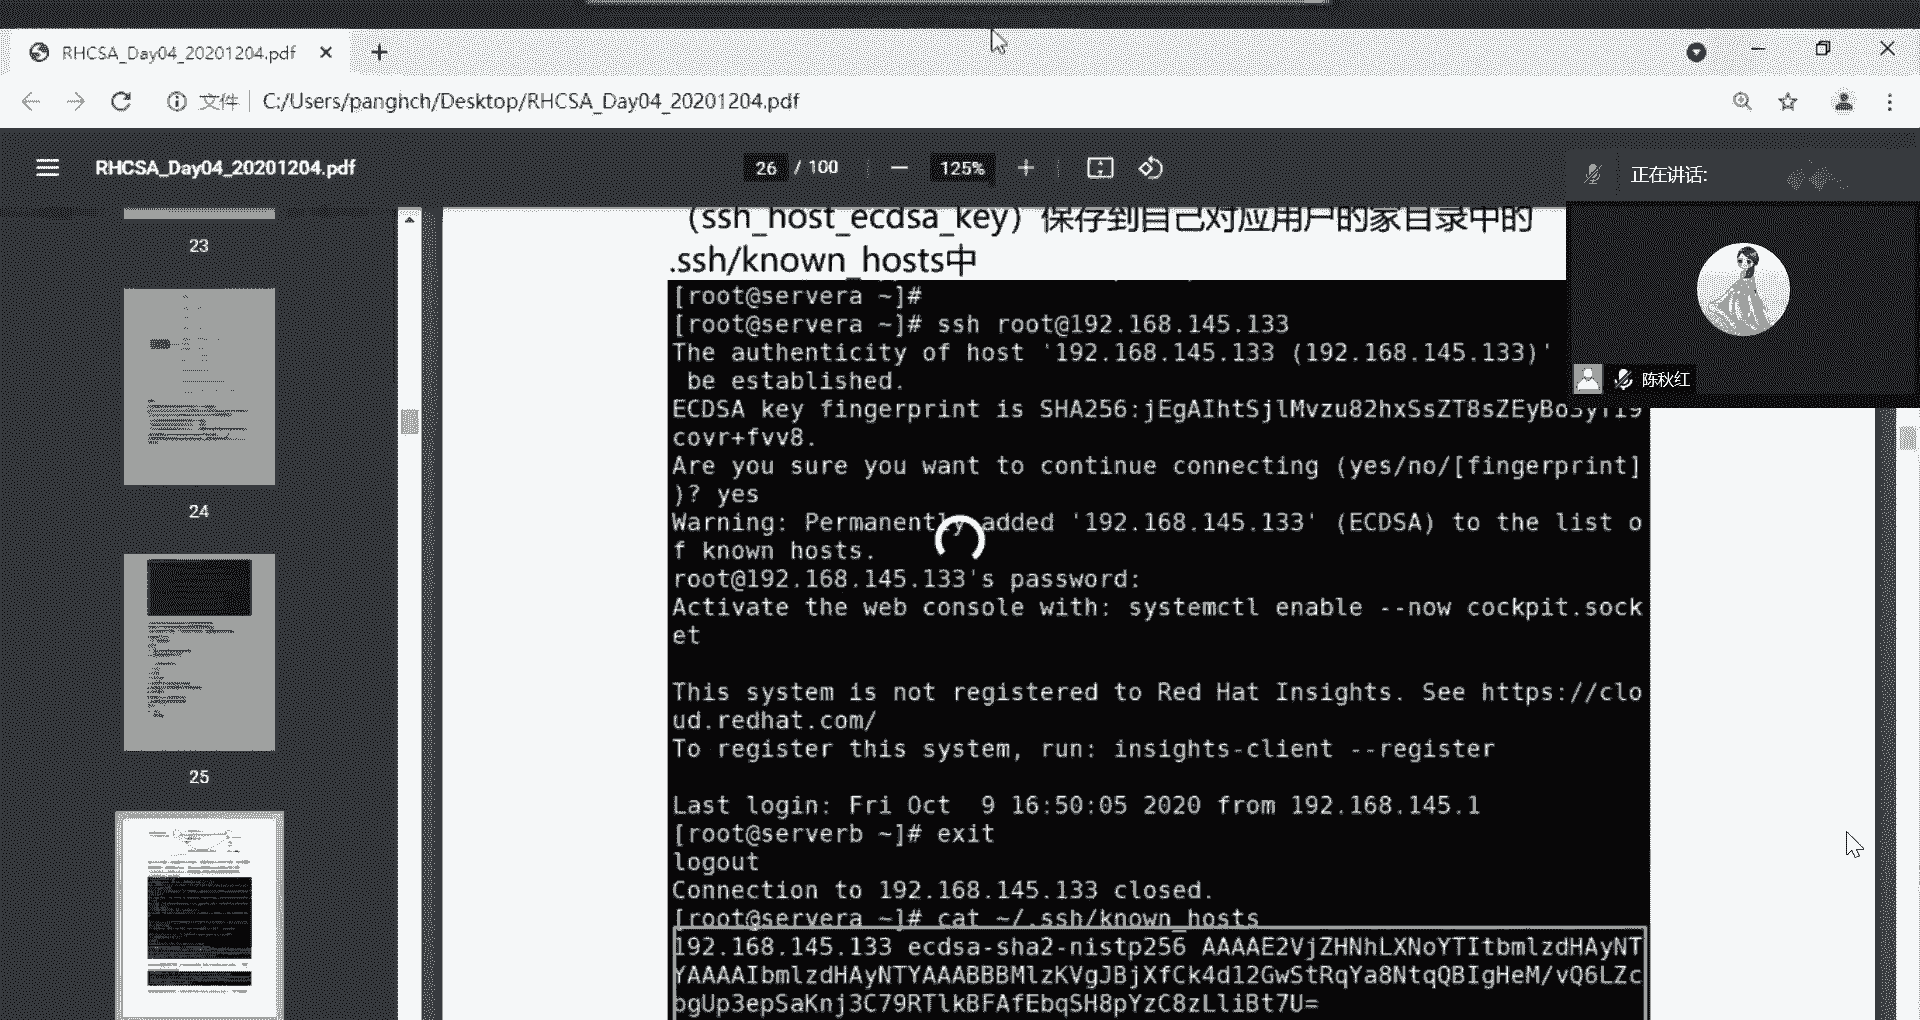 RHCSA_Day04_20201204.pdf
文件
C:/Users/panghch/Desktop/RHCSA_Day04_20201204.pdf
RHCSA_Day04_20201204.pdf
26 / 100
125%
正在讲话:
陈秋红
23
24
25
（ssh_host_ecdsa_key）保存到自己对应用户的家目录中的
.ssh/known_hosts中
[root@servera ~]#
[root@servera ~]# ssh root@192.168.145.133
The authenticity of host '192.168.145.133 (192.168.145.133)'
be established.
ECDSA key fingerprint is SHA256:jEgAIhtSjlMvzu82hxSsZT8sZEyBo3yri9
covr+fvv8.
Are you sure you want to continue connecting (yes/no/[fingerprint]
)? yes
Warning: Permanently added '192.168.145.133' (ECDSA) to the list o
f known hosts.
root@192.168.145.133's password:
Activate the web console with: systemctl enable --now cockpit.sock
et
This system is not registered to Red Hat Insights. See https://clo
ud.redhat.com/
To register this system, run: insights-client --register
Last login: Fri Oct  9 16:50:05 2020 from 192.168.145.1
[root@serverb ~]# exit
logout
Connection to 192.168.145.133 closed.
[root@servera ~]# cat ~/.ssh/known_hosts
192.168.145.133 ecdsa-sha2-nistp256 AAAAE2VjZHNhLXNoYTItbmlzdHAyNT
YAAAAIbmlzdHAyNTYAAABBBMlzKVgJBjXfCk4d12GwStRqYa8NtqQBIgHeM/vQ6LZc
bgUp3epSaKnj3C79RTlkBFAfEbqSH8pYzC8zLliBt7U=